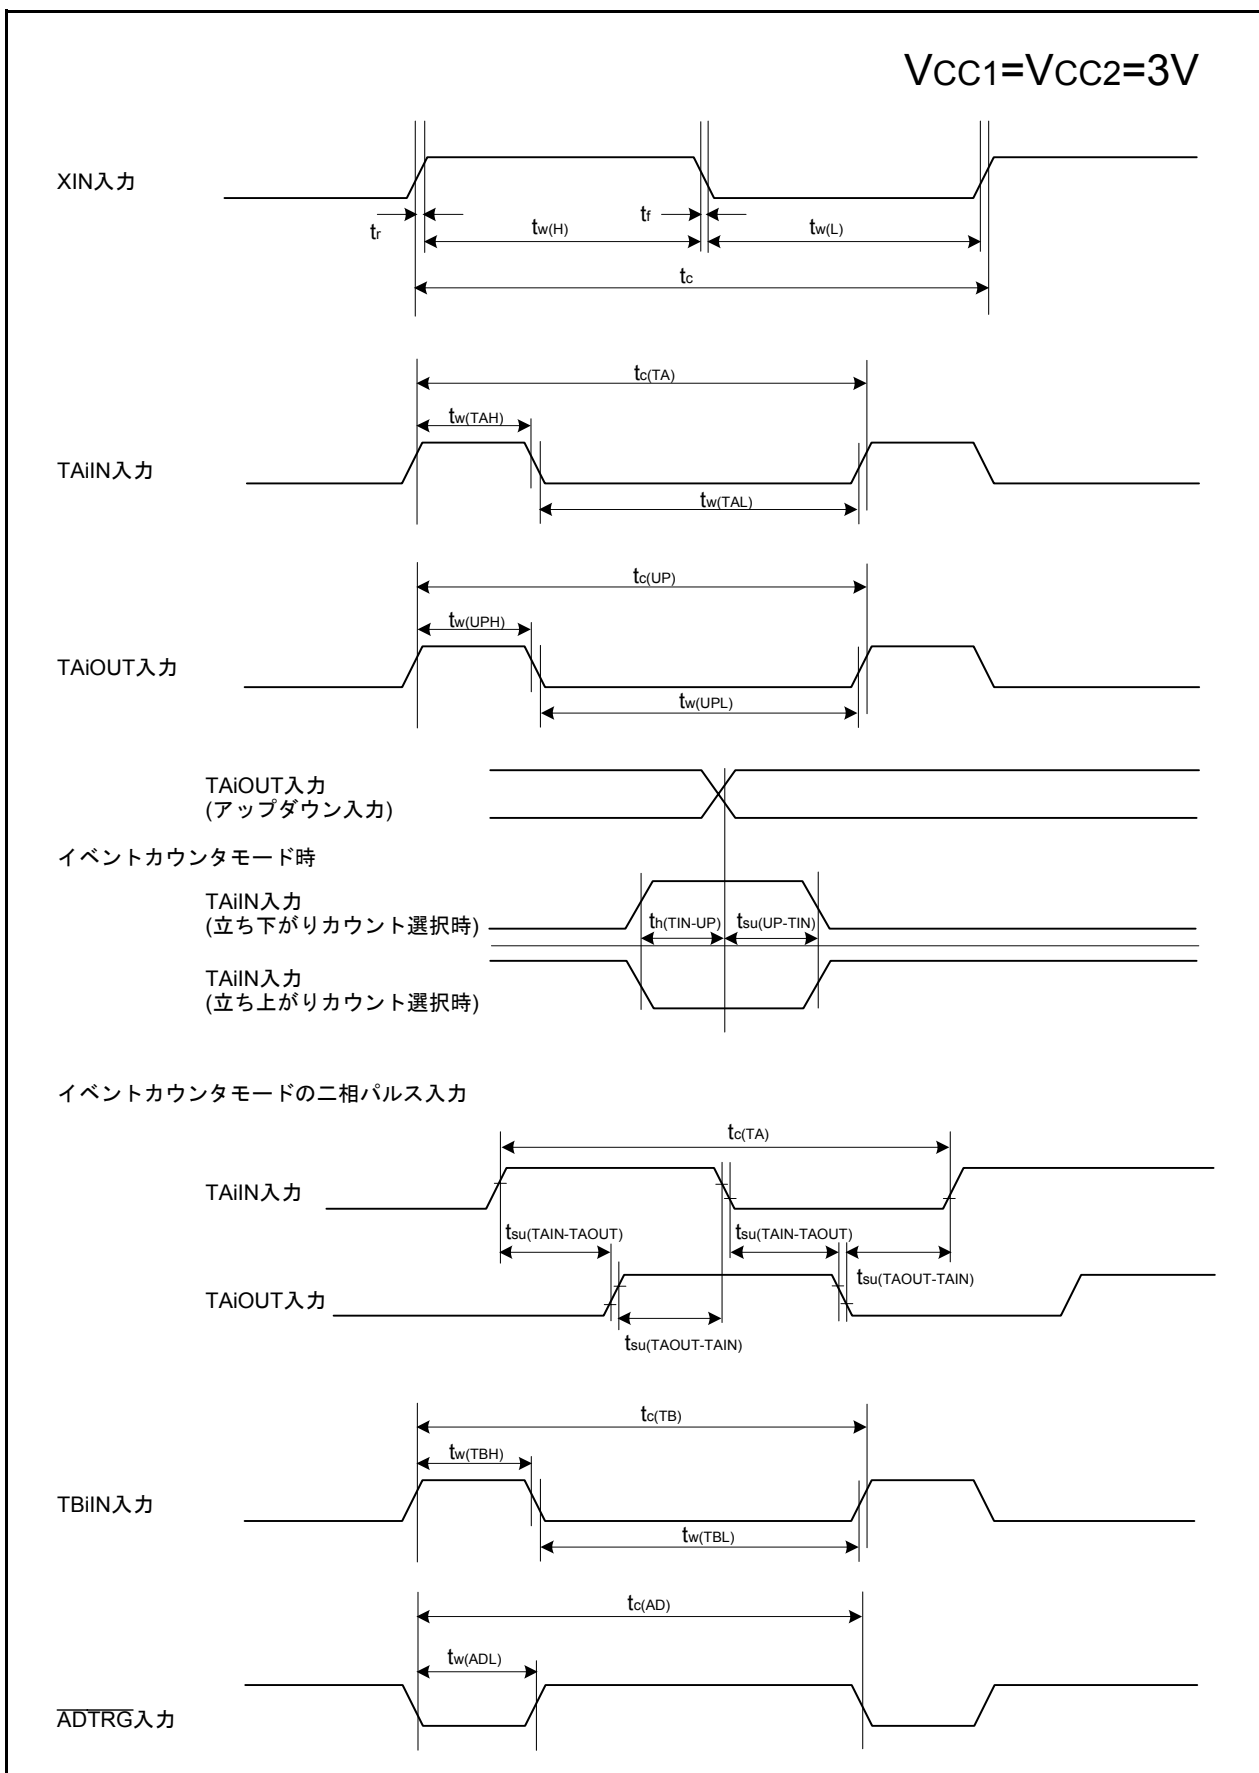 VCC1=VCC2=3V
XIN入力
tr
tw(H)
tf
tw(L)
tc
tc(TA)
tw(TAH)
TAiIN入力
tw(TAL)
tc(UP)
tw(UPH)
TAiOUT入力
tw(UPL)
TAiOUT入力
(アップダウン入力)
イベントカウンタモード時
TAiIN入力
(立ち下がりカウント選択時)
th(TIN-UP)
tsu(UP-TIN)
TAiIN入力
(立ち上がりカウント選択時)
イベントカウンタモードの二相パルス入力
tc(TA)
TAiIN入力
tsu(TAIN-TAOUT)
tsu(TAIN-TAOUT)
tsu(TAOUT-TAIN)
TAiOUT入力
tsu(TAOUT-TAIN)
tc(TB)
tw(TBH)
TBiIN入力
tw(TBL)
tc(AD)
tw(ADL)
ADTRG入力